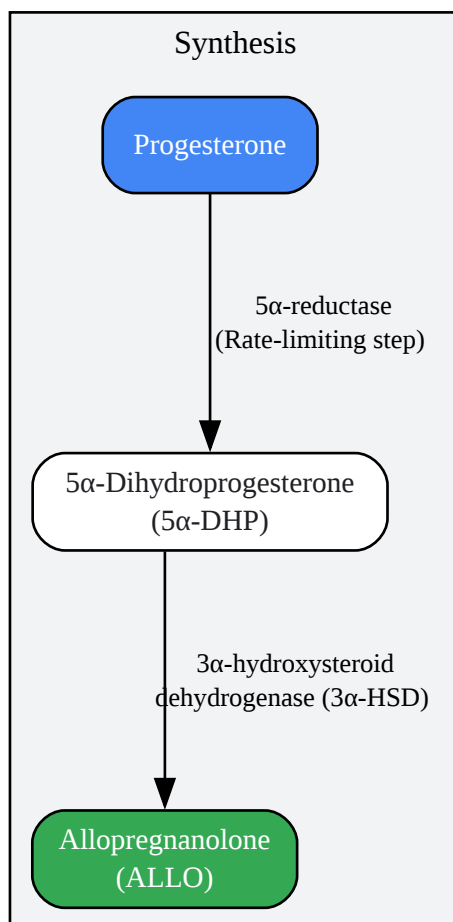 Synthesis
Progesterone
5α-reductase
(Rate-limiting step)
5α-Dihydroprogesterone
(5α-DHP)
3α-hydroxysteroid
dehydrogenase (3α-HSD)
Allopregnanolone
(ALLO)